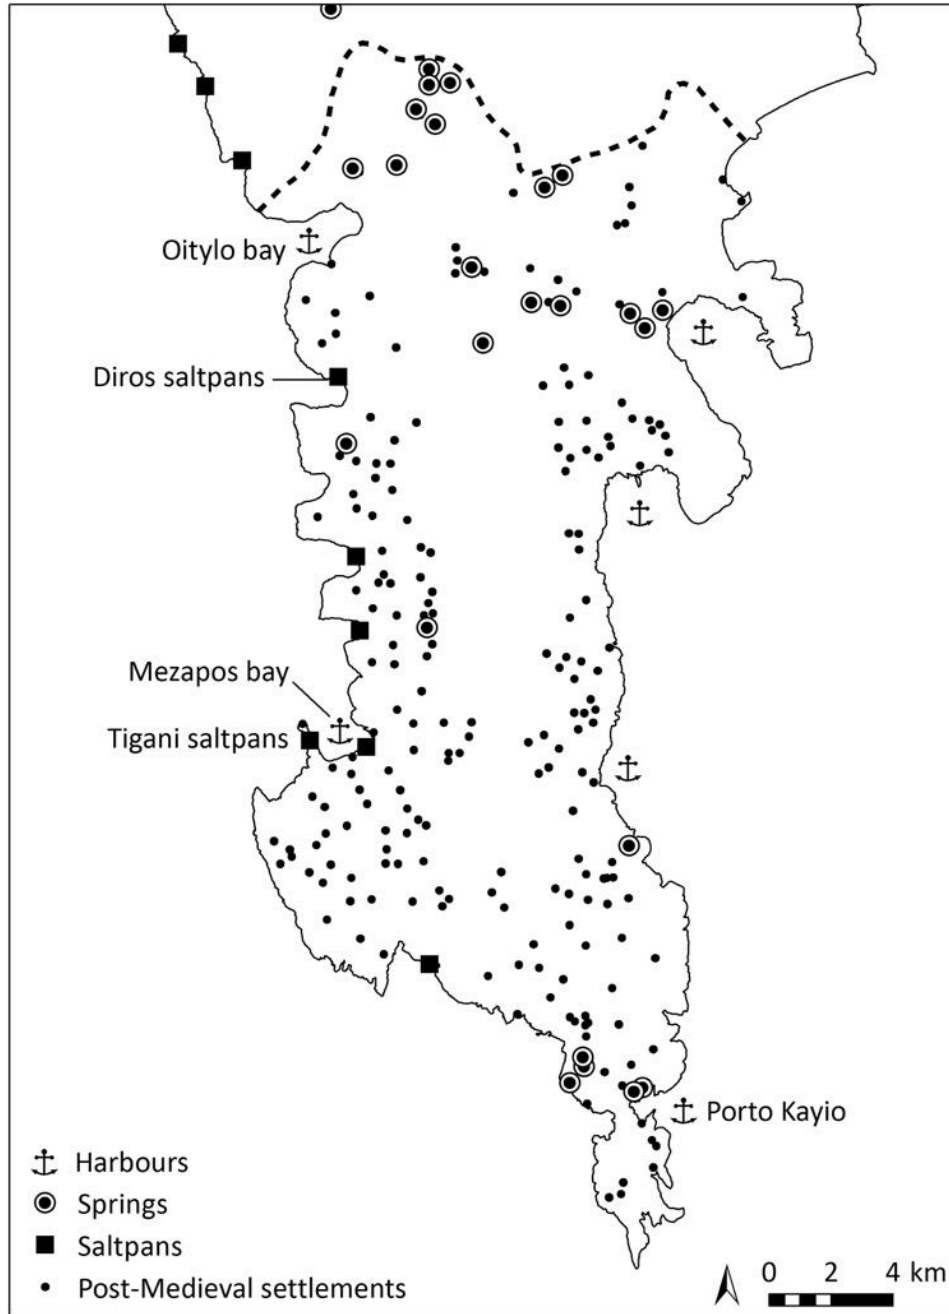 Oitylo bay
Diros saltpans
Mezapos bay
Tigani saltpans
Porto Kayio
Harbours
Springs
Saltpans
Post-Medieval settlements
0 2 4 km